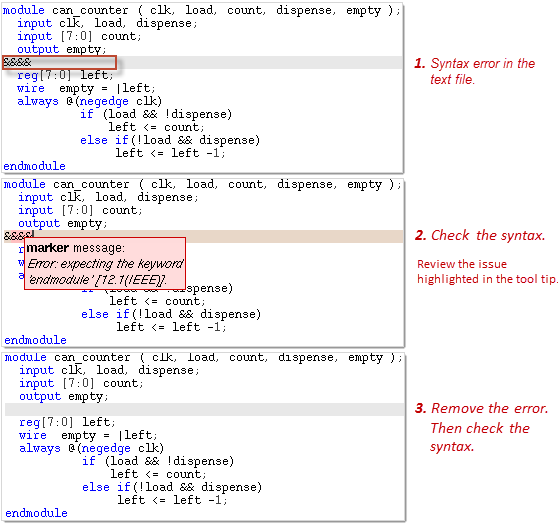 module can_counter ( clk, load, count, dispense, empty );
input clk, load, dispense;
input [7:0] count;
output empty;
&&&&
reg[7:0] left;
wire empty = |left;
always @(negedge clk)
if (load && !dispense)
left <= count;
else if(!load && dispense)
left <= left -1;
endmodule
1. Syntax error in the
text file.
module can_counter ( clk, load, count, dispense, empty );
input clk, load, dispense;
input [7:0] count;
output empty;
&&&&
marker message:
Error: expecting the keyword
'endmodule' [12.1(IEEE)].
if (load && !dispense)
left <= count;
else if(!load && dispense)
left <= left -1;
endmodule
2. Check the syntax.
Review the issue
highlighted in the tool tip.
module can_counter ( clk, load, count, dispense, empty );
input clk, load, dispense;
input [7:0] count;
output empty;
reg[7:0] left;
wire empty = |left;
always @(negedge clk)
if (load && !dispense)
left <= count;
else if(!load && dispense)
left <= left -1;
endmodule
3. Remove the error.
Then check the
syntax.